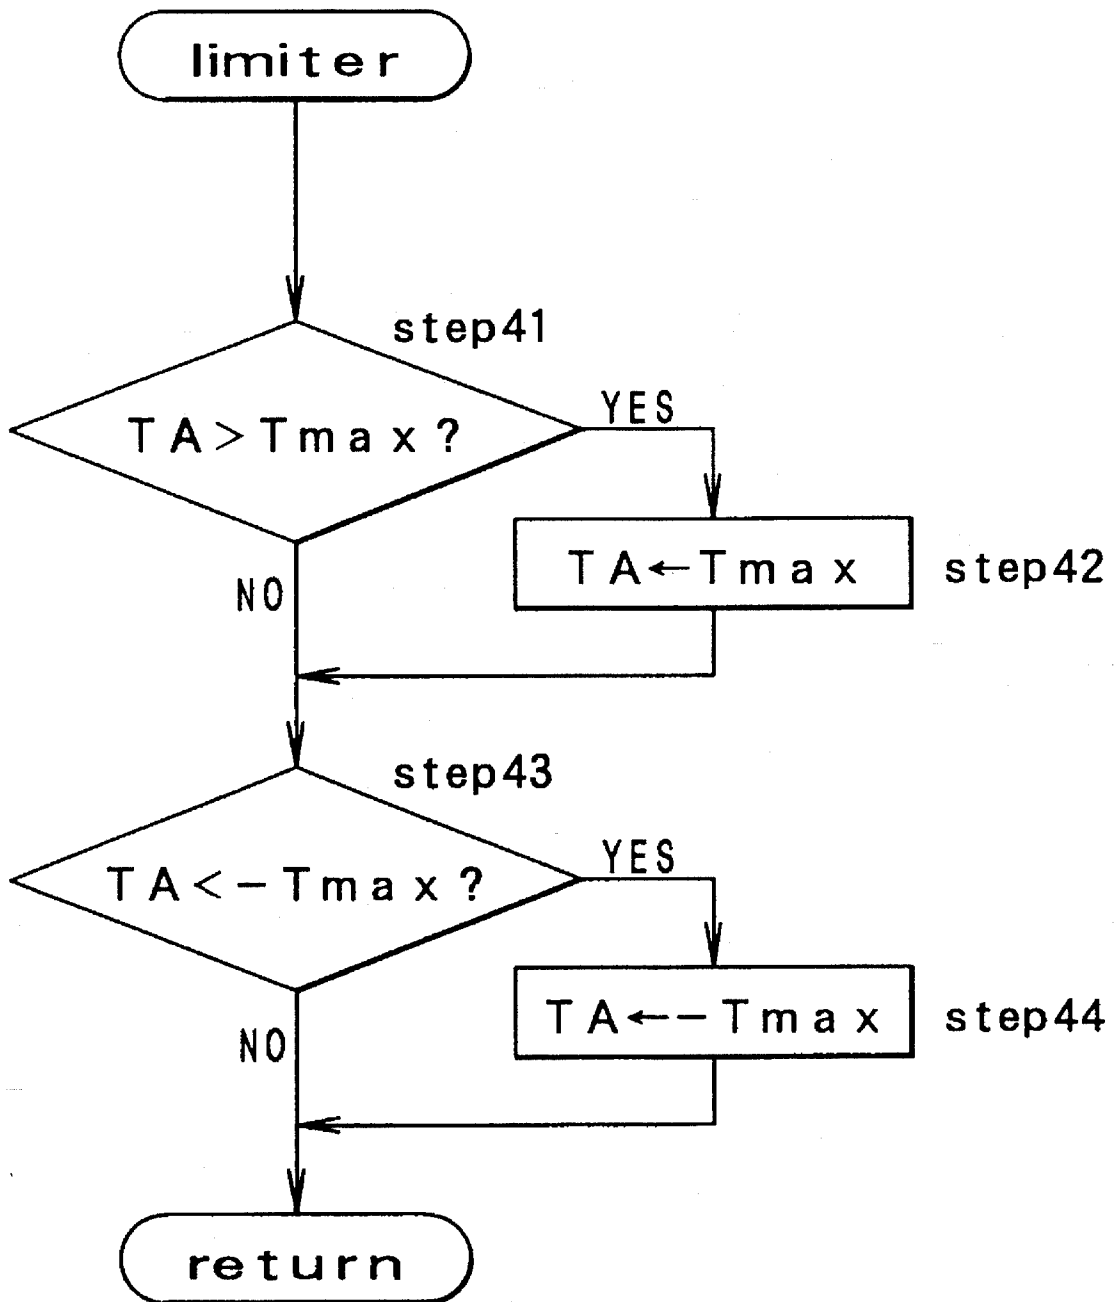 limiter
step41
TA>Tmax?
YES
TA←Tmax
step42
NO
step43
TA<-Tmax?
YES
TA←-Tmax
step44
NO
return